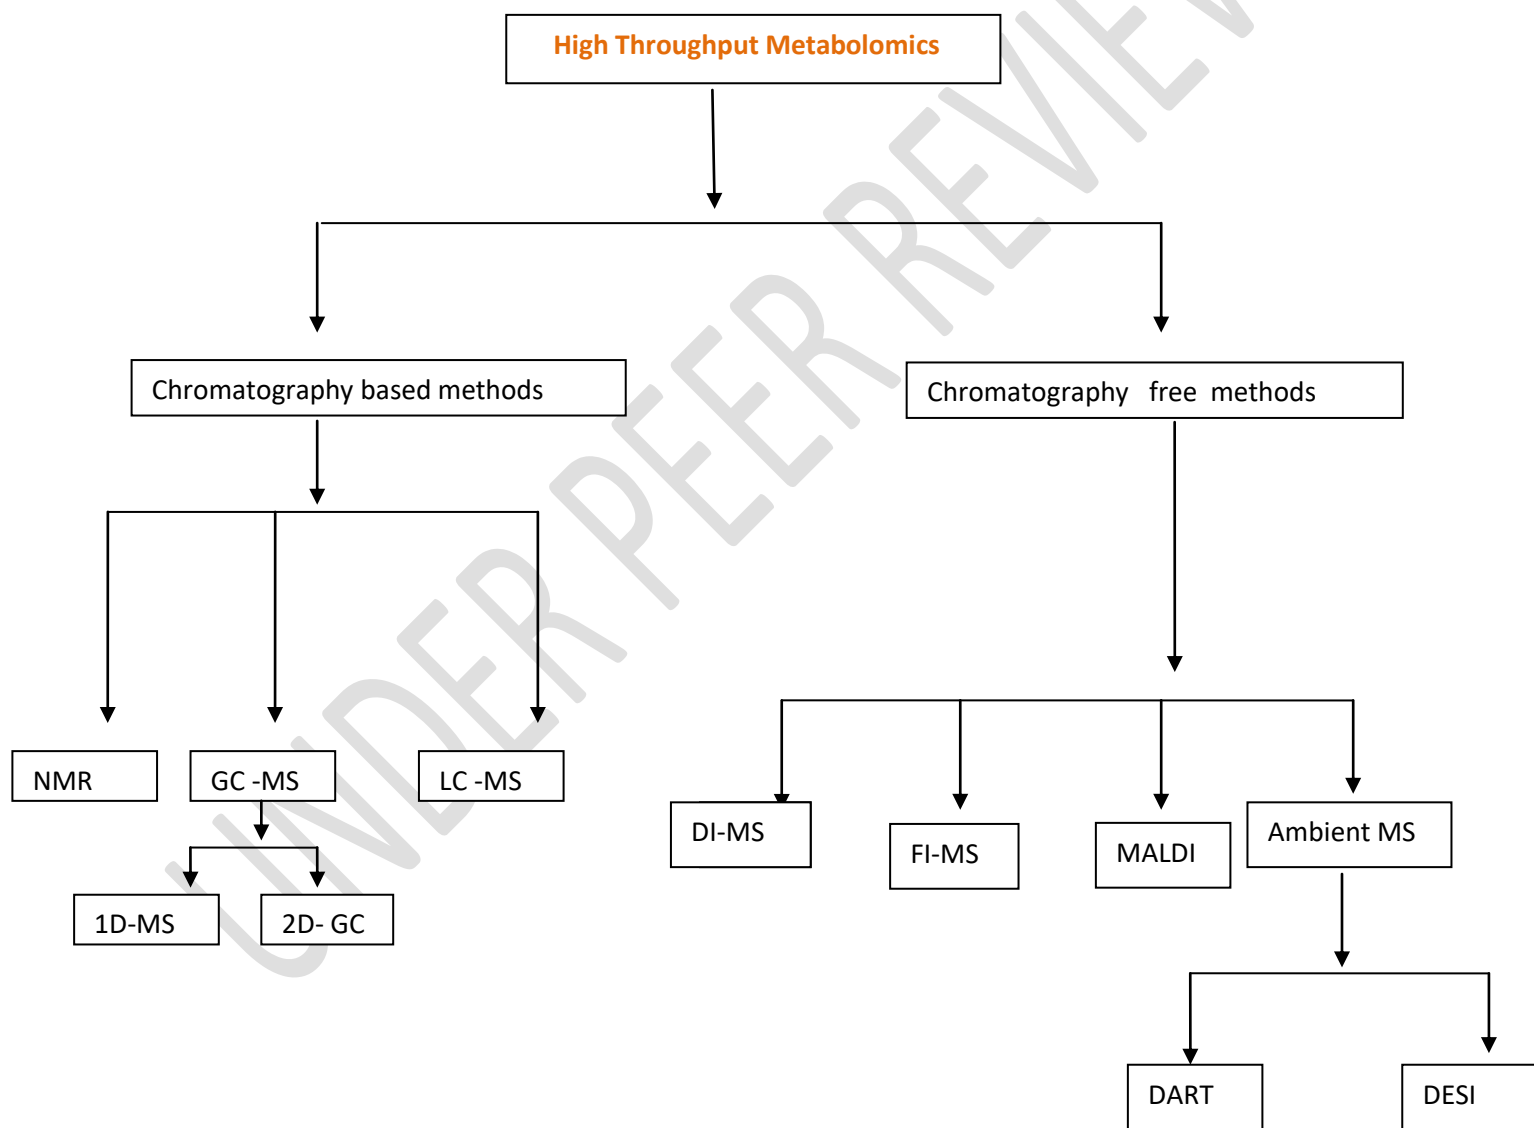 High Throughput Metabolomics
Chromatography based methods
Chromatography free methods
NMR
GC -MS
LC -MS
1D-MS
2D- GC
DI-MS
FI-MS
MALDI
Ambient MS
DART
DESI
UNDER PEER REVIEW